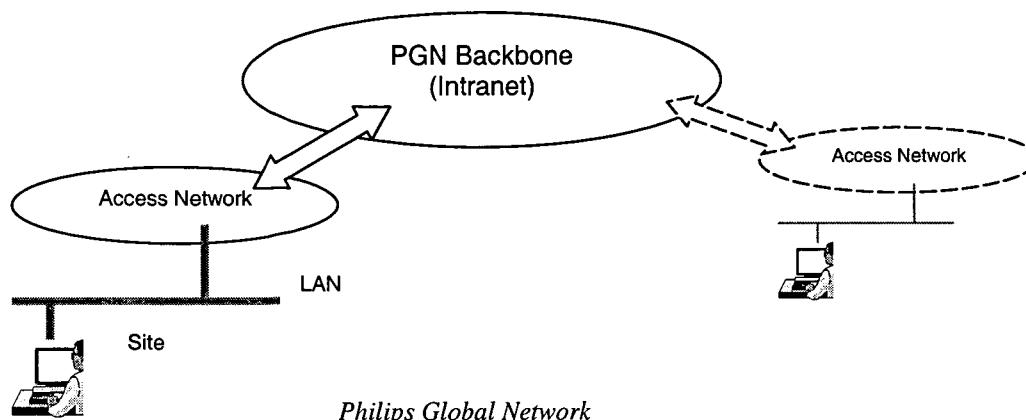 PGN Backbone
(Intranet)
Access Network
Access Network
LAN
Site
Philips Global Network